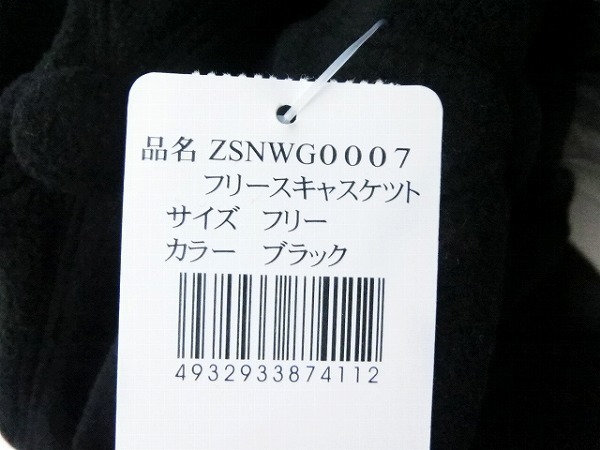 品名 ZSNWG0007
フリースキャスケット
サイズ　フリー
カラー　ブラック
4932933874112